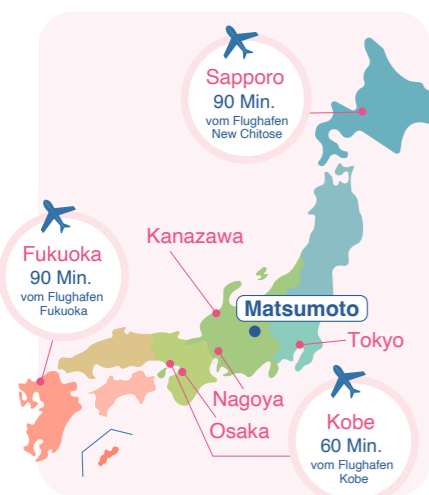 Sapporo
90 Min.
vom Flughafen
New Chitose
Fukuoka
90 Min.
vom Flughafen
Fukuoka
Kanazawa
Matsumoto
Tokyo
Nagoya
Osaka
Kobe
60 Min.
vom Flughafen
Kobe